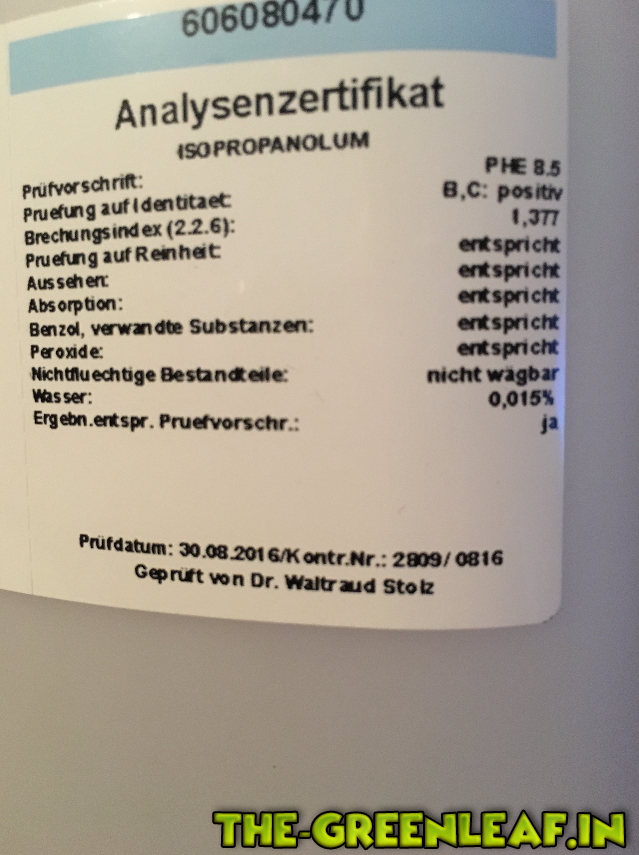 606080470
Analysenzertifikat
ISOPROPANOLUM
Prüfvorschrift: PHE 8.5
Pruefung auf Identitaet: B,C: positiv
Brechungsindex (2.2.6): 1,377
Pruefung auf Reinheit: entspricht
Aussehen: entspricht
Absorption: entspricht
Benzol, verwandte Substanzen: entspricht
Peroxide: entspricht
Nichtfluechtige Bestandteile: nicht wägbar
Wasser: 0,015%
Ergebn.entspr. Pruefvorschr.: ja
Prüfdatum: 30.08.2016/Kontr.Nr.: 2809/0816
Geprüft von Dr. Waltraud Stolz
THE-GREENLEAF.IN